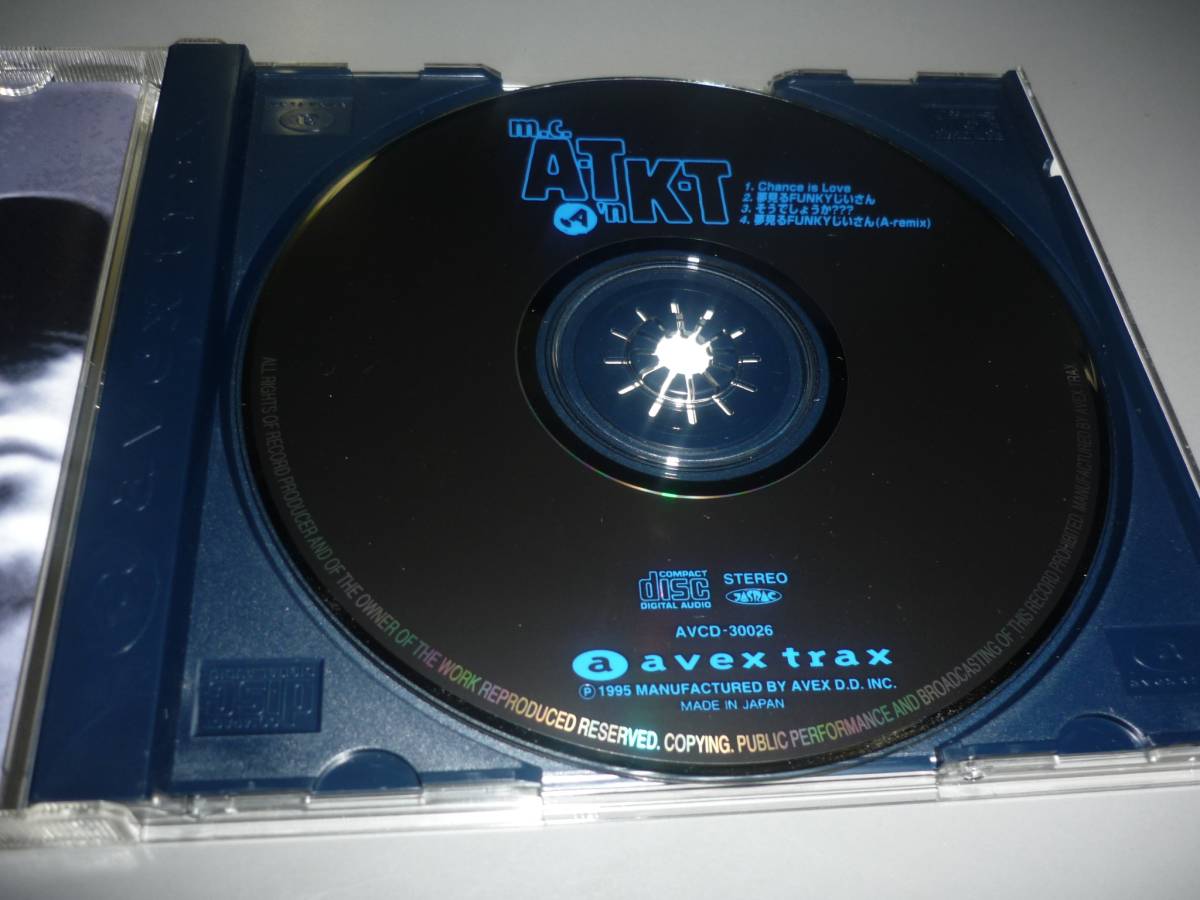 m.c.
A・T
'n K・T
1. Chance is Love
2. 夢見るFUNKYじいさん
3. そうでしょうか???
4. 夢見るFUNKYじいさん(A-remix)
COMPACT
disc
DIGITAL AUDIO
STEREO
JASRAC
AVCD-30026
a avex trax
Ⓟ 1995 MANUFACTURED BY AVEX D.D. INC.
MADE IN JAPAN
ALL RIGHTS OF RECORD PRODUCER AND OF THE OWNER OF THE WORK REPRODUCED RESERVED. COPYING. PUBLIC PERFORMANCE AND BROADCASTING OF THIS RECORD PROHIBITED. MANUFACTURED BY AVEX TRAX